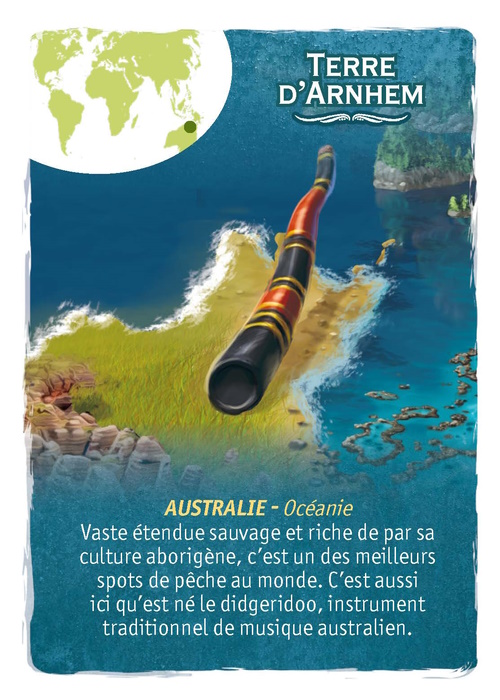 TERRE
D'ARNHEM
AUSTRALIE - Océanie
Vaste étendue sauvage et riche de par sa
culture aborigène, c'est un des meilleurs
spots de pêche au monde. C'est aussi
ici qu'est né le didgeridoo, instrument
traditionnel de musique australien.